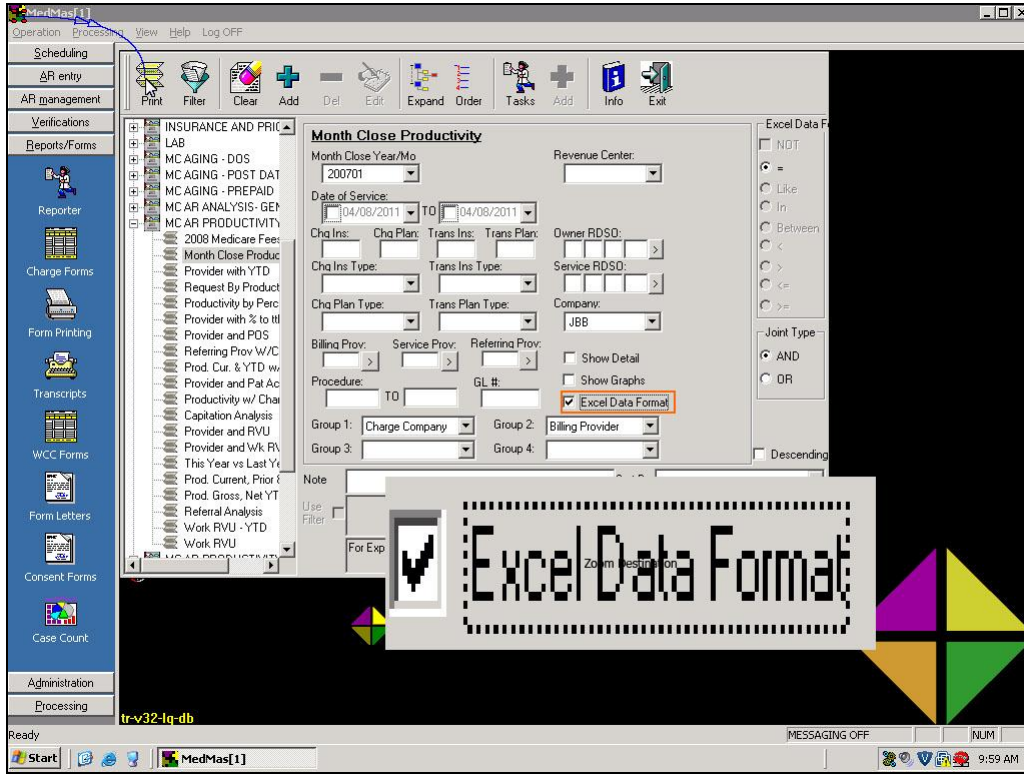 MedMas[1]
Operation Processing View Help Log OFF
Scheduling
AR entry
AR management
Verifications
Reports/Forms
Reporter
Charge Forms
Form Printing
Transcripts
WCC Forms
Form Letters
Consent Forms
Case Count
Administration
Processing
Print Filter Clear Add Del Edit Expand Order Tasks Add Info Exit
INSURANCE AND PRIC
LAB
MC AGING - DOS
MC AGING - POST DAT
MC AGING - PREPAID
MC AR ANALYSIS- GEN
MC AR PRODUCTIVITY
2008 Medicare Fees
Month Close Produc
Provider with YTD
Request By Product
Productivity by Perc
Provider with % to tt
Provider and POS
Referring Prov W/C
Prod. Cur. & YTD w/
Provider and Pat Ac
Productivity w/ Char
Capitation Analysis
Provider and RVU
Provider and Wk RV
This Year vs Last Ye
Prod. Current, Prior &
Prod. Gross, Net YT
Referral Analysis
Work RVU - YTD
Work RVU
MC AR PRODUCTIVITY
Month Close Productivity
Month Close Year/Mo Revenue Center:
200701
Date of Service:
04/08/2011 TO 04/08/2011
Chg Ins: Chg Plan: Trans Ins: Trans Plan: Owner RDSO:
>
Chg Ins Type: Trans Ins Type: Service RDSO:
>
Chg Plan Type: Trans Plan Type: Company:
JBB
Billing Prov: Service Prov: Referring Prov:
> > >
Show Detail
Procedure: GL #: Show Graphs
TO
Excel Data Format
Group 1: Charge Company Group 2: Billing Provider
Group 3: Group 4:
Note
Use
Filter
For Exp
Excel Data Fo
NOT
=
Like
In
Between
<
>
<=
>=
Joint Type
AND
OR
Descending
Excel Data Format
Zoom Destination
tr-v32-lq-db
Ready MESSAGING OFF NUM
Start MedMas[1] 9:59 AM